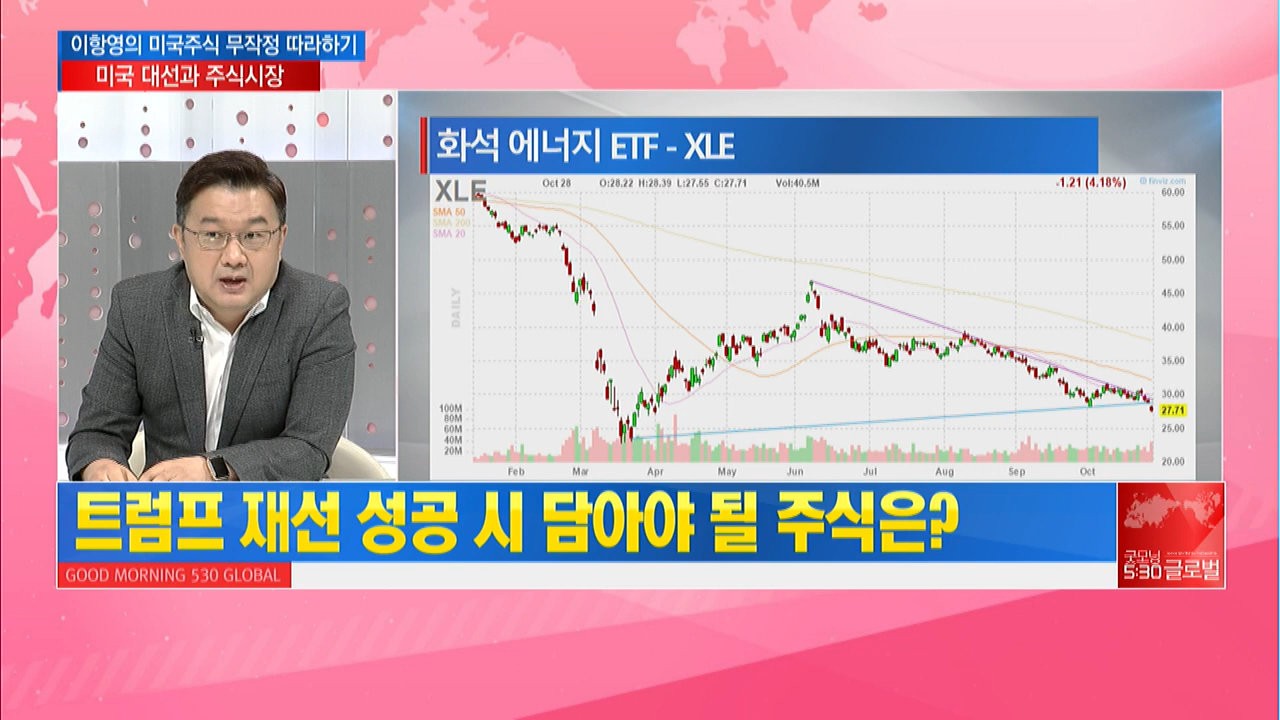 이항영의 미국주식 무작정 따라하기
미국 대선과 주식시장
화석 에너지 ETF - XLE
XLE
Oct 28 O:28.22 H:28.39 L:27.55 C:27.71 Vol:40.5M
-1.21 (4.18%)
© finviz.com
SMA 50
SMA 200
SMA 20
DAILY
60.00
55.00
50.00
45.00
40.00
35.00
30.00
27.71
25.00
20.00
100M
80M
60M
40M
20M
Feb Mar Apr May Jun Jul Aug Sep Oct
트럼프 재선 성공 시 담아야 될 주식은?
GOOD MORNING 530 GLOBAL
굿모닝
5:30 글로벌